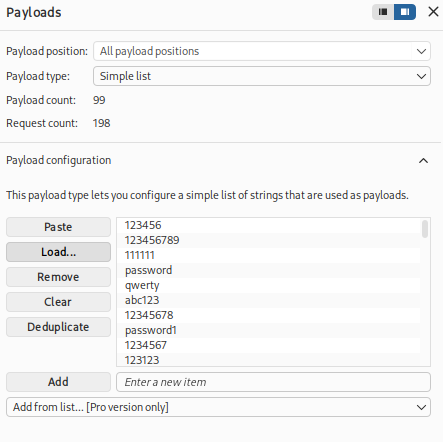 Payloads
Payload position: All payload positions
Payload type: Simple list
Payload count: 99
Request count: 198
Payload configuration
This payload type lets you configure a simple list of strings that are used as payloads.
Paste
Load...
Remove
Clear
Deduplicate
123456
123456789
111111
password
qwerty
abc123
12345678
password1
1234567
123123
Add
Enter a new item
Add from list... [Pro version only]